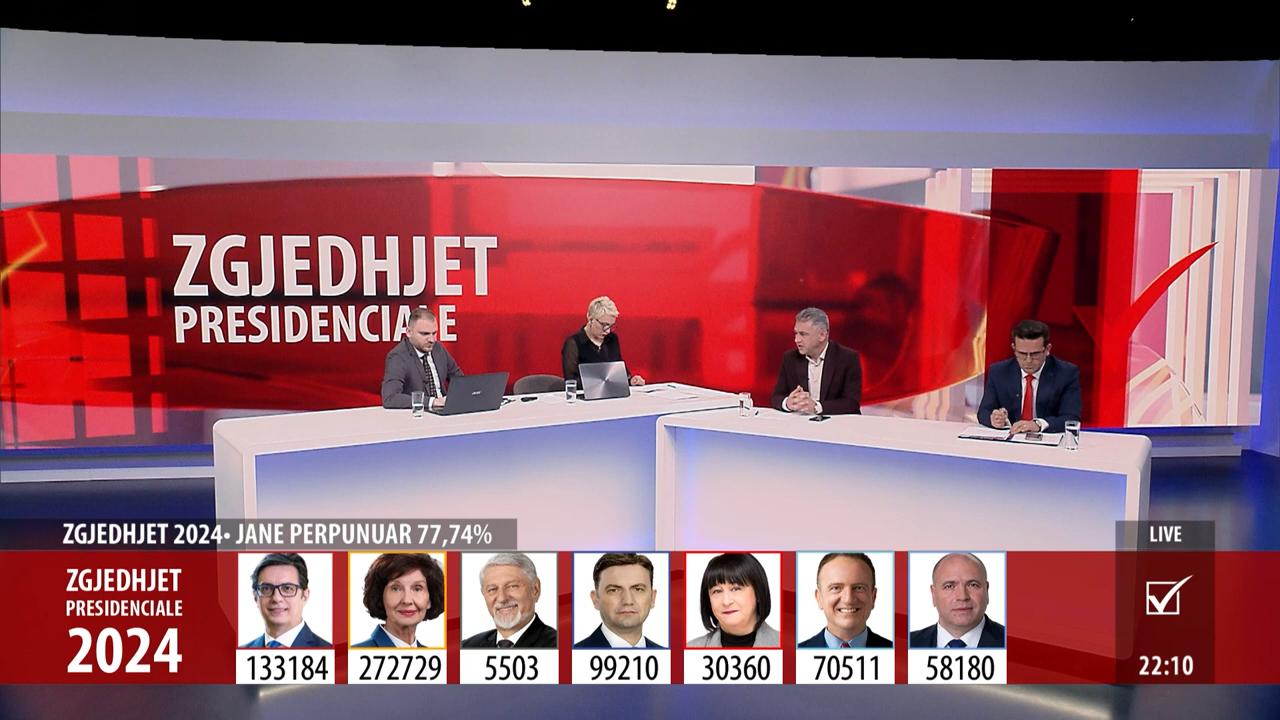 ZGJEDHJET
PRESIDENCIALE
ZGJEDHJET 2024• JANE PERPUNUAR 77,74%
LIVE
ZGJEDHJET
PRESIDENCIALE
2024
133184
272729
5503
99210
30360
70511
58180
22:10